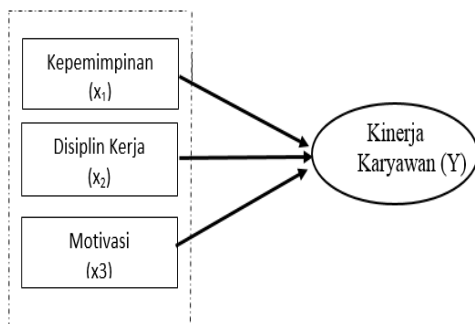 Kepemimpinan
(x₁)
Disiplin Kerja
(x₂)
Motivasi
(x3)
Kinerja
Karyawan (Y)